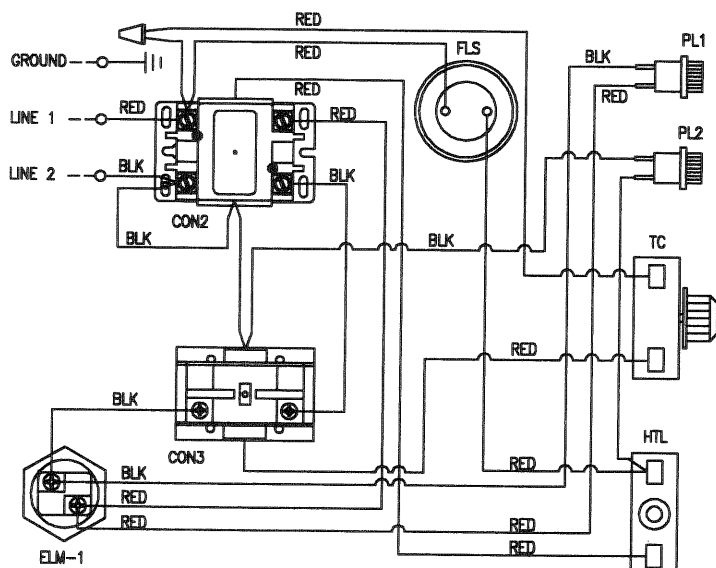 RED
RED
FLS
PL1
BLK
RED
GROUND
RED
LINE 1
RED
RED
PL2
BLK
LINE 2
BLK
CON2
BLK
BLK
TC
RED
BLK
CON3
HTL
RED
BLK
RED
RED
RED
RED
ELM-1